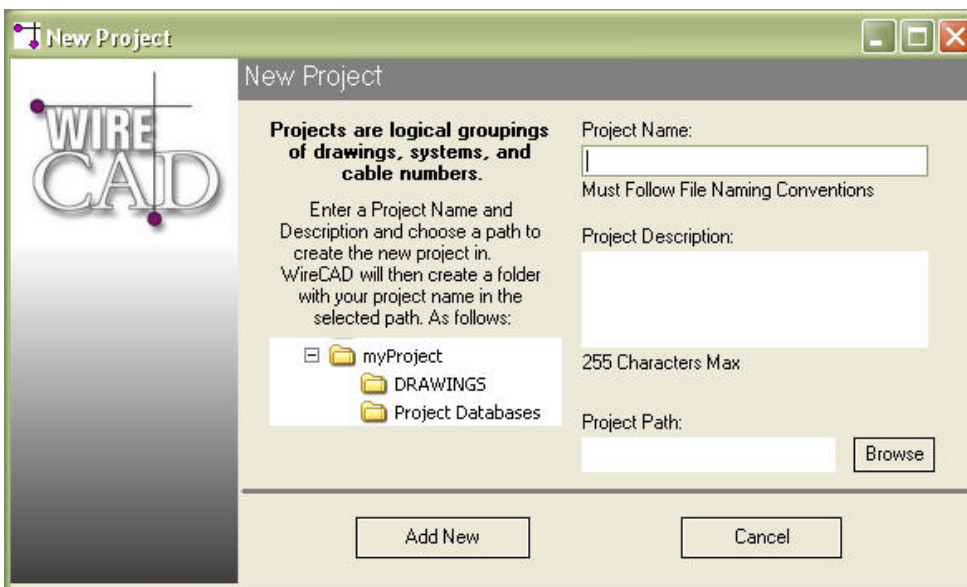 New Project
New Project
WIRE
CAD
Projects are logical groupings
of drawings, systems, and
cable numbers.
Enter a Project Name and
Description and choose a path to
create the new project in.
WireCAD will then create a folder
with your project name in the
selected path. As follows:
myProject
DRAWINGS
Project Databases
Project Name:
Must Follow File Naming Conventions
Project Description:
255 Characters Max
Project Path:
Browse
Add New
Cancel